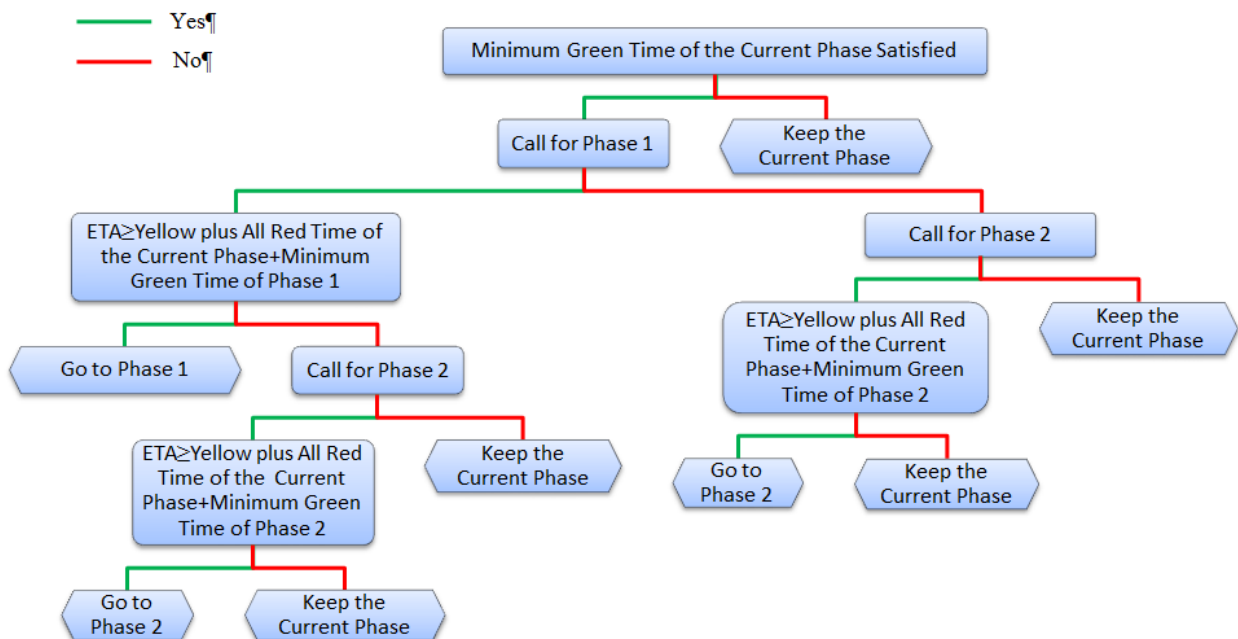 Yes¶
No¶
Minimum Green Time of the Current Phase Satisfied
Call for Phase 1
Keep the
Current Phase
ETA≥Yellow plus All Red Time of
the Current Phase+Minimum
Green Time of Phase 1
Call for Phase 2
Go to Phase 1
Call for Phase 2
ETA≥Yellow plus All Red
Time of the Current
Phase+Minimum Green
Time of Phase 2
Keep the
Current Phase
ETA≥Yellow plus All Red
Time of the Current
Phase+Minimum Green
Time of Phase 2
Keep the
Current Phase
Go to
Phase 2
Keep the
Current Phase
Go to
Phase 2
Keep the
Current Phase